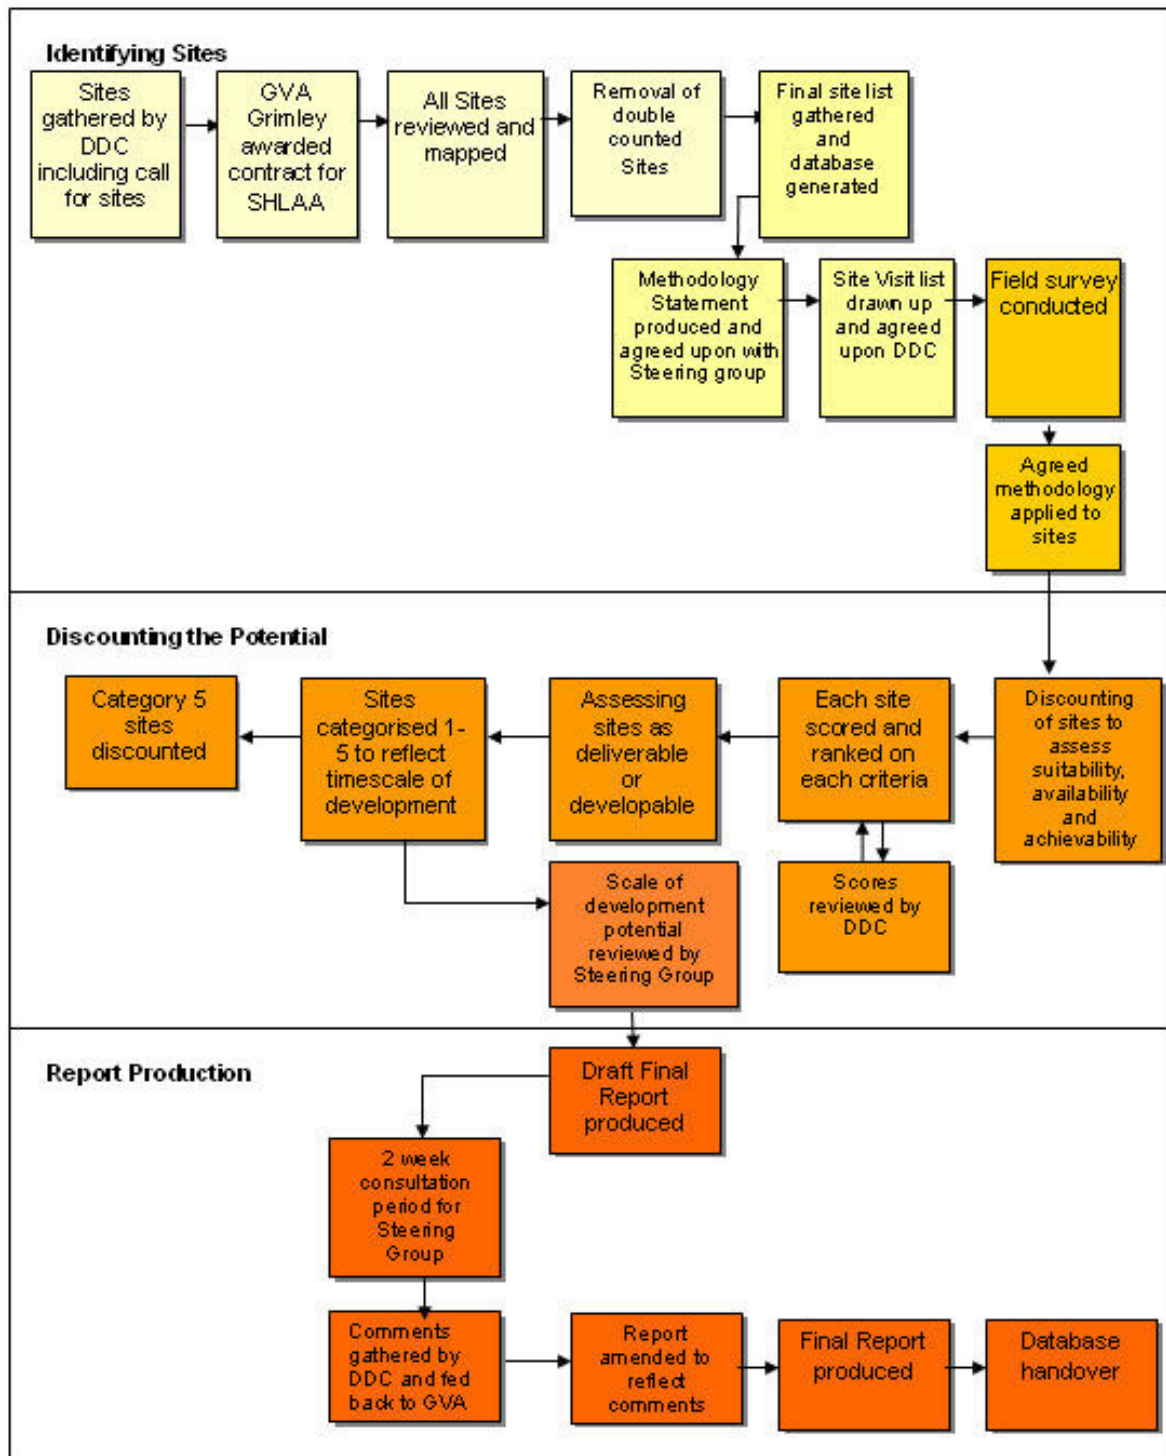 Identifying Sites
Sites
gathered by
DDC
including call
for sites
GVA
Grimley
awarded
contract for
SHLAA
All Sites
reviewed and
mapped
Removal of
double
counted
Sites
Final site list
gathered
and
database
generated
Methodology
Statement
produced and
agreed upon with
Steering group
Site Visit list
drawn up
and agreed
upon DDC
Field survey
conducted
Agreed
methodology
applied to
sites
Discounting the Potential
Discounting
of sites to
assess
suitability,
availability
and
achievability
Each site
scored and
ranked on
each criteria
Scores
reviewed by
DDC
Assessing
sites as
deliverable
or
developable
Sites
categorised 1-
5 to reflect
timescale of
development
Category 5
sites
discounted
Scale of
development
potential
reviewed by
Steering Group
Report Production
Draft Final
Report
produced
2 week
consultation
period for
Steering
Group
Comments
gathered by
DDC and fed
back to GVA
Report
amended to
reflect
comments
Final Report
produced
Database
handover